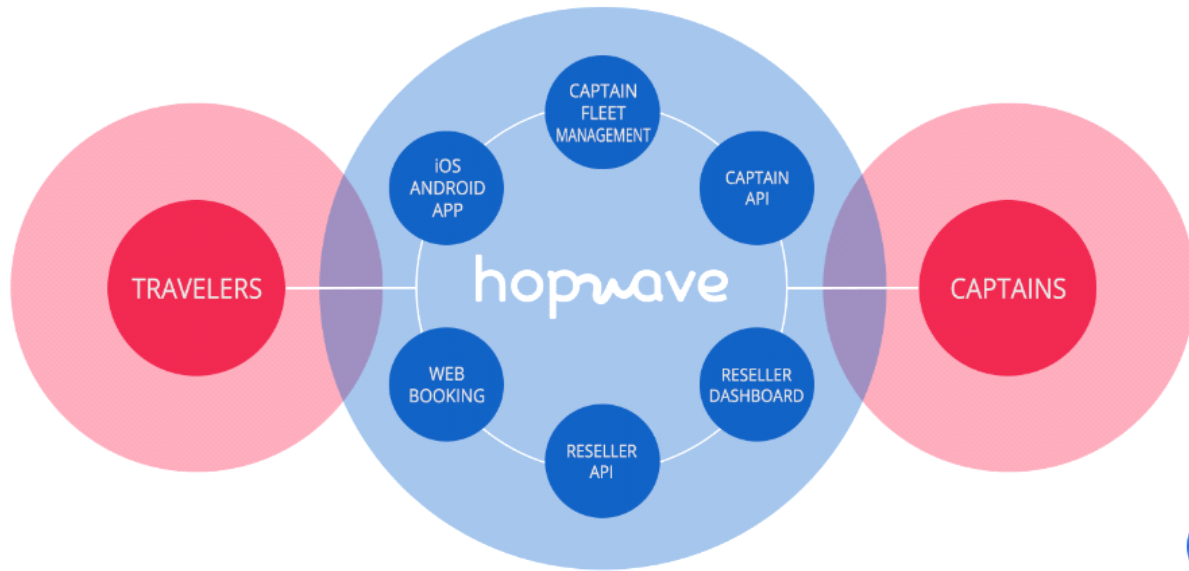 CAPTAIN
FLEET
MANAGEMENT
iOS
ANDROID
APP
CAPTAIN
API
TRAVELERS
hopwave
CAPTAINS
WEB
BOOKING
RESELLER
DASHBOARD
RESELLER
API